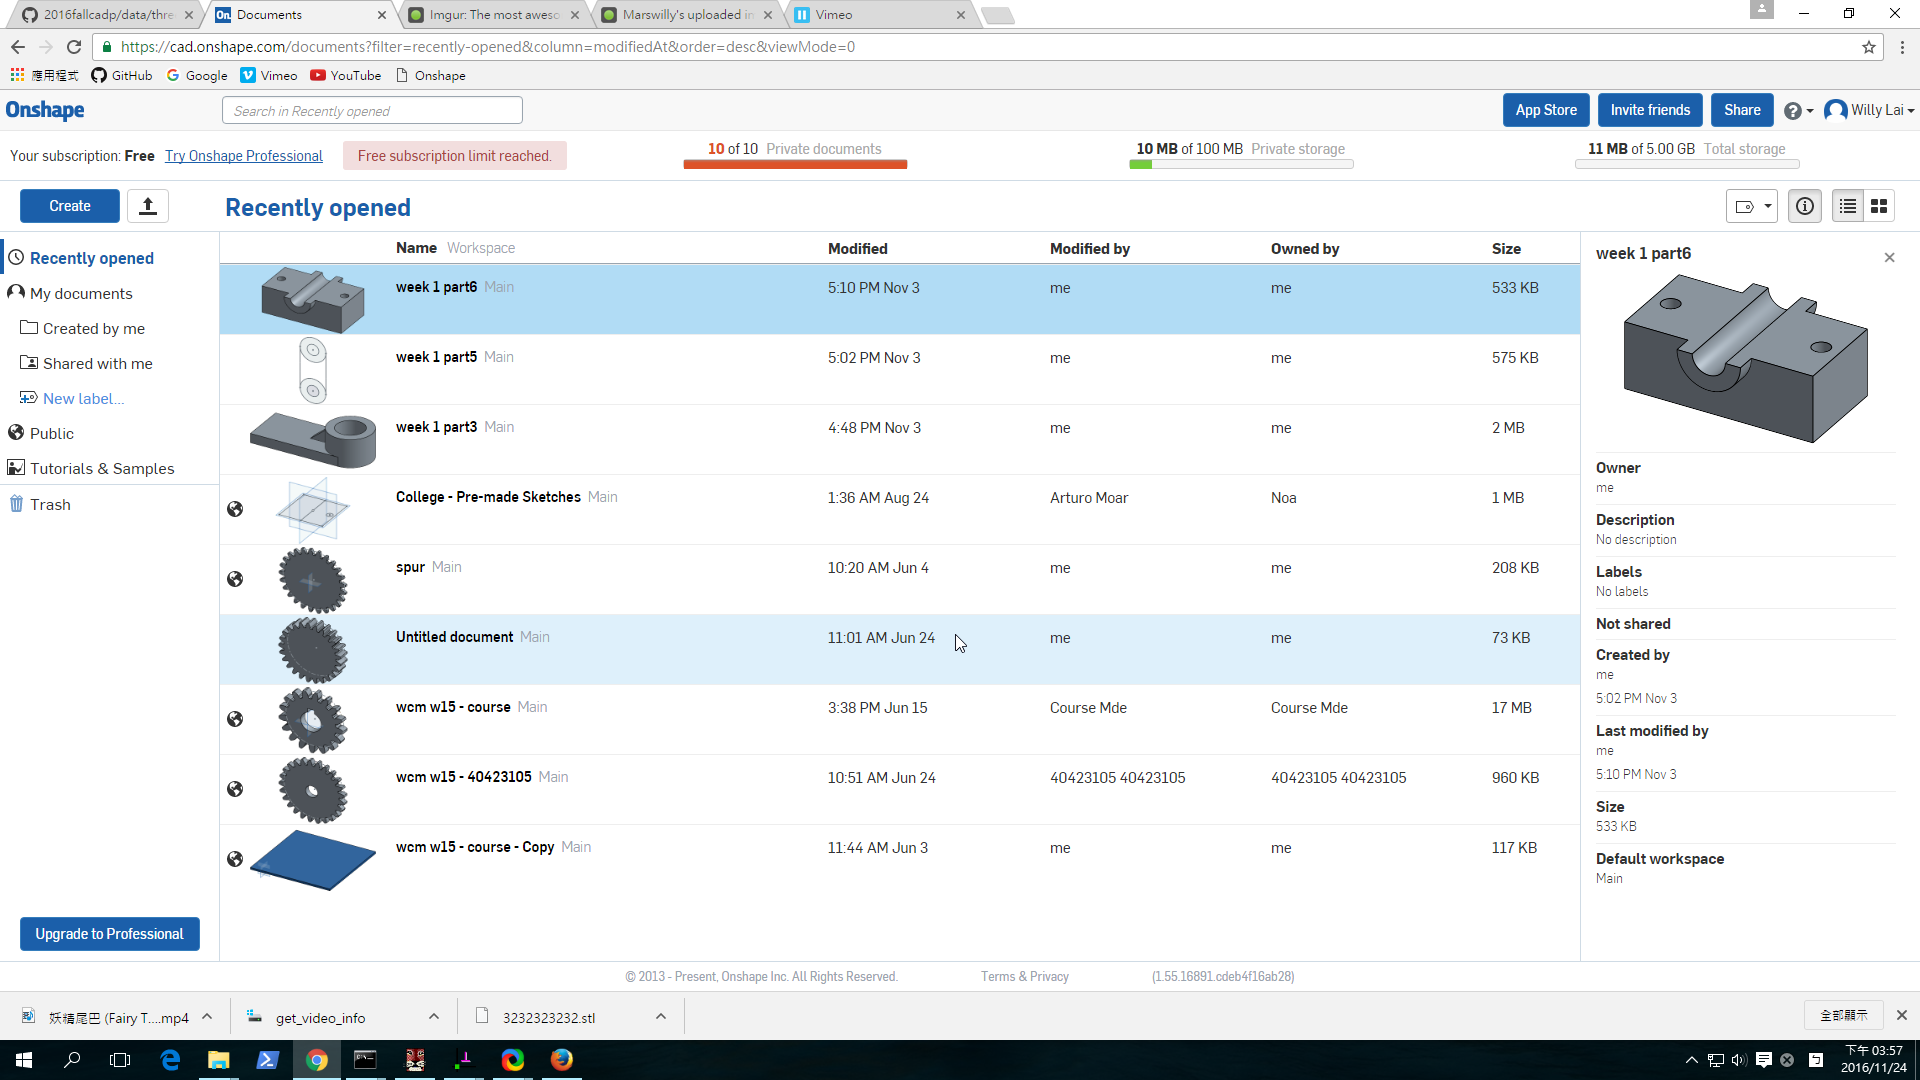 2016fallcadp/data/thre
Documents
Imgur: The most aweso
Marswilly's uploaded im
Vimeo
https://cad.onshape.com/documents?filter=recently-opened&column=modifiedAt&order=desc&viewMode=0
應用程式 GitHub Google Vimeo YouTube Onshape
Onshape
Search in Recently opened
App Store
Invite friends
Share
Willy Lai
Your subscription: Free Try Onshape Professional
Free subscription limit reached.
10 of 10 Private documents
10 MB of 100 MB Private storage
11 MB of 5.00 GB Total storage
Create
Recently opened
Recently opened
My documents
Created by me
Shared with me
New label...
Public
Tutorials & Samples
Trash
Upgrade to Professional
Name Workspace Modified Modified by Owned by Size
week 1 part6 Main 5:10 PM Nov 3 me me 533 KB
week 1 part5 Main 5:02 PM Nov 3 me me 575 KB
week 1 part3 Main 4:48 PM Nov 3 me me 2 MB
College - Pre-made Sketches Main 1:36 AM Aug 24 Arturo Moar Noa 1 MB
spur Main 10:20 AM Jun 4 me me 208 KB
Untitled document Main 11:01 AM Jun 24 me me 73 KB
wcm w15 - course Main 3:38 PM Jun 15 Course Mde Course Mde 17 MB
wcm w15 - 40423105 Main 10:51 AM Jun 24 40423105 40423105 40423105 40423105 960 KB
wcm w15 - course - Copy Main 11:44 AM Jun 3 me me 117 KB
week 1 part6
Owner
me
Description
No description
Labels
No labels
Not shared
Created by
me
5:02 PM Nov 3
Last modified by
me
5:10 PM Nov 3
Size
533 KB
Default workspace
Main
© 2013 - Present, Onshape Inc. All Rights Reserved. Terms & Privacy (1.55.16891.cdeb4f16ab28)
妖精尾巴 (Fairy T....mp4
get_video_info
3232323232.stl
全部顯示
下午 03:57
2016/11/24